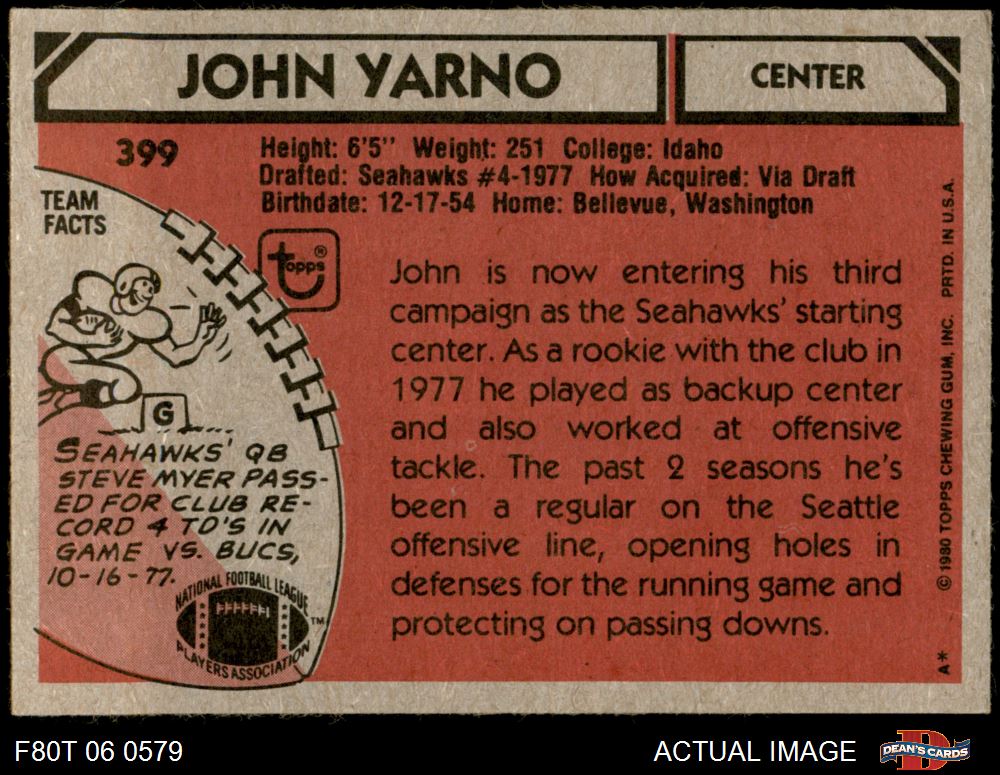 JOHN YARNO
CENTER
399
Height: 6'5" Weight: 251 College: Idaho
Drafted: Seahawks #4-1977 How Acquired: Via Draft
Birthdate: 12-17-54 Home: Bellevue, Washington
TEAM
FACTS
topps®
G
SEAHAWKS' QB
STEVE MYER PASS-
ED FOR CLUB RE-
CORD 4 TD'S IN
GAME VS. BUCS,
10-16-77.
NATIONAL FOOTBALL LEAGUE
PLAYERS ASSOCIATION
TM
John is now entering his third
campaign as the Seahawks' starting
center. As a rookie with the club in
1977 he played as backup center
and also worked at offensive
tackle. The past 2 seasons he's
been a regular on the Seattle
offensive line, opening holes in
defenses for the running game and
protecting on passing downs.
A* © 1980 TOPPS CHEWING GUM, INC. PRTD. IN U.S.A.
F80T 06 0579
ACTUAL IMAGE
D
DEAN'S CARDS